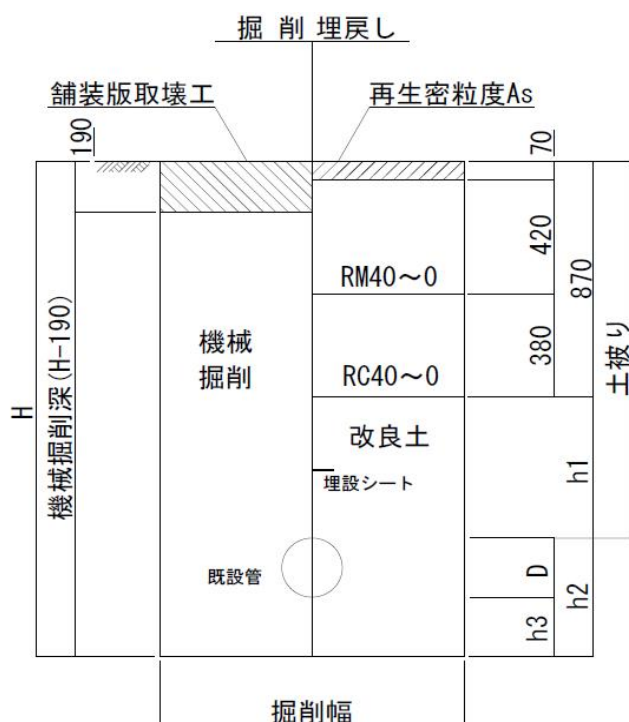 掘 削 埋戻し
舗装版取壊工
再生密粒度As
190
70
420
870
RM40～0
380
土被り
機械
掘削
RC40～0
H
機械掘削深(H-190)
改良土
埋設シート
h1
既設管
D
h2
h3
掘削幅